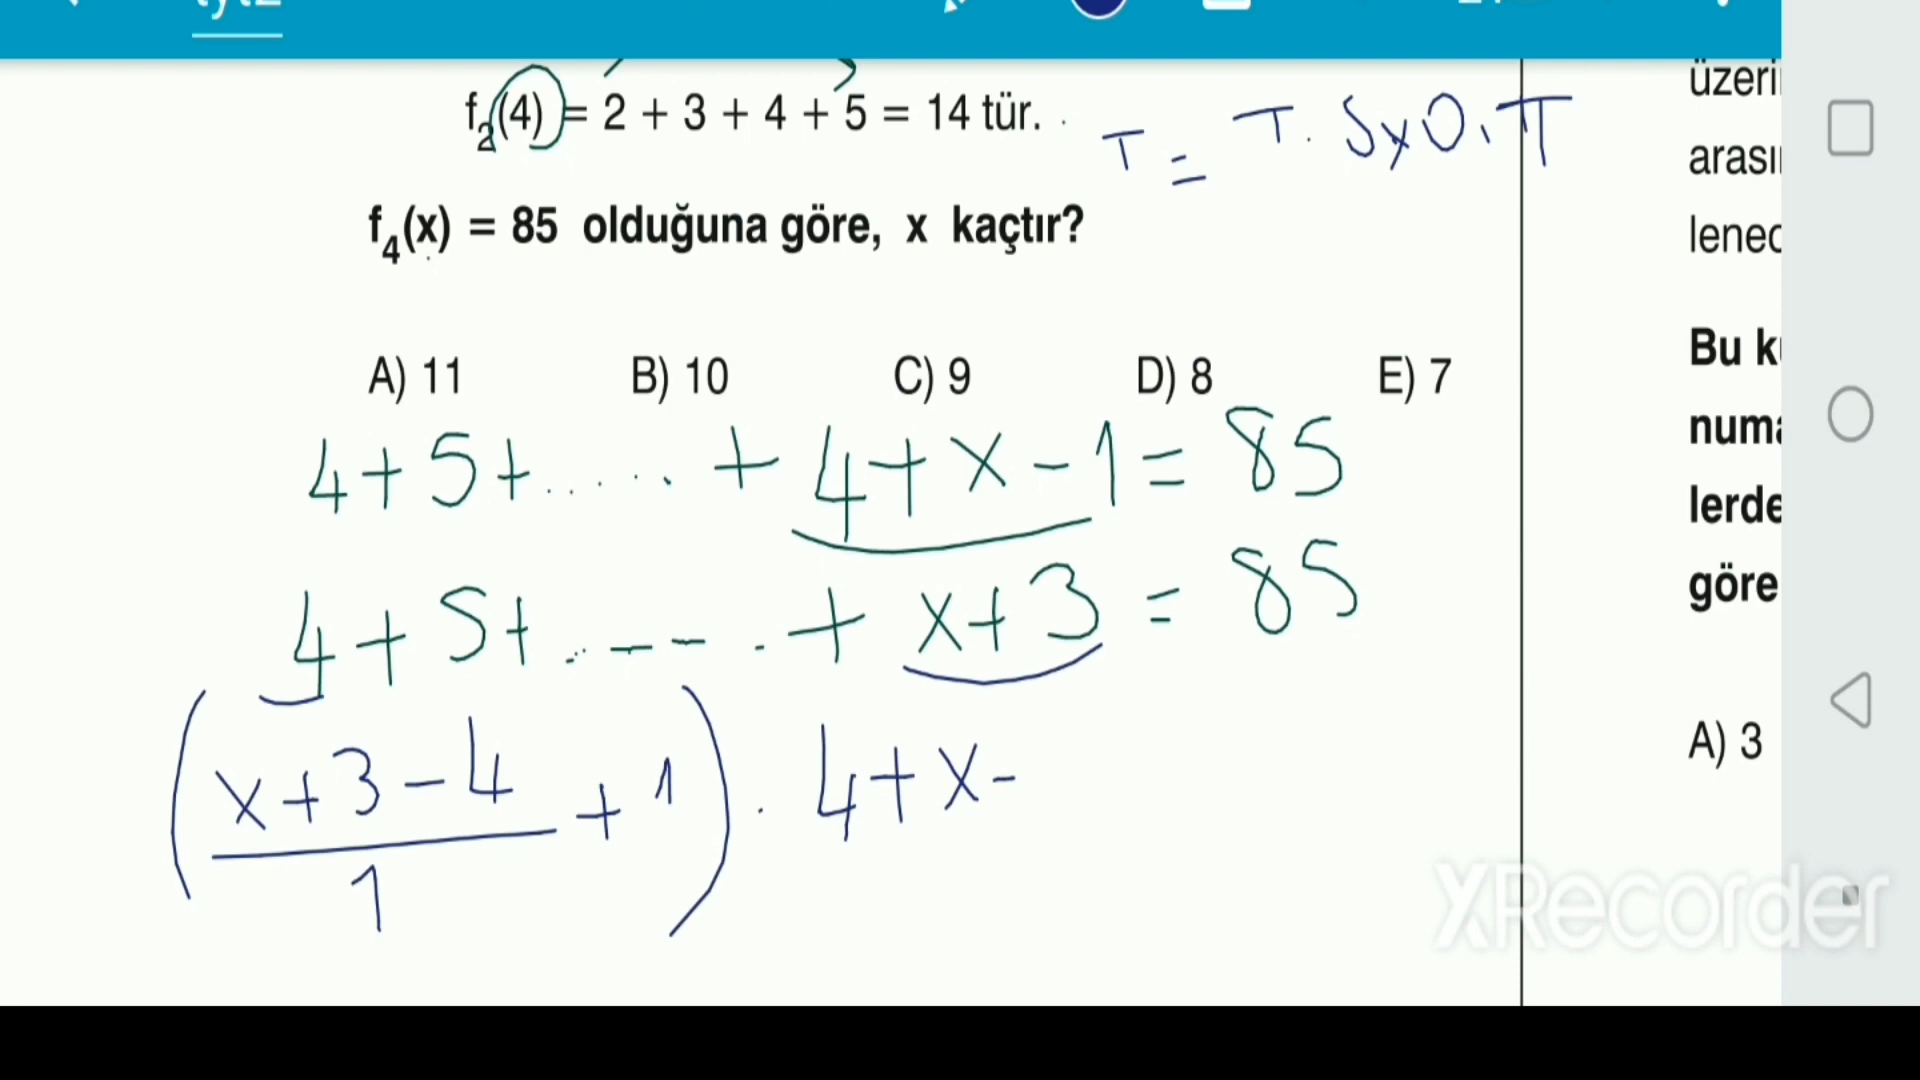 f₂(4) = 2 + 3 + 4 + 5 = 14 tür.
T = T. SxO.T
f₄(x) = 85 olduğuna göre, x kaçtır?
A) 11 B) 10 C) 9 D) 8 E) 7
4+5+.....+4+x-1=85
4+5+.----.+x+3=85
(x+3-4/1+1).4+x-
üzeri
arası
lenec
Bu k
numa
lerde
göre
A) 3
XRecorder